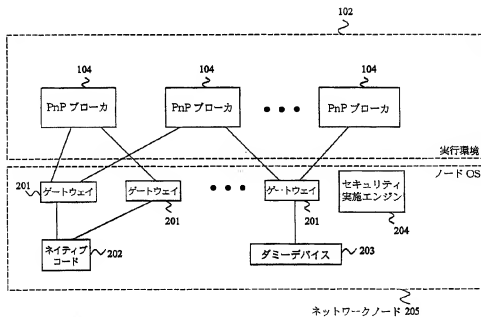 102
104
104
104
PnP ブローカ
PnP ブローカ
PnP ブローカ
実行環境
ノード OS
201
ゲートウェイ
ゲートウェイ
ゲートウェイ
セキュリティ
実施エンジン
201
201
204
ネイティブ
コード
202
ダミーデバイス
203
ネットワークノード 205